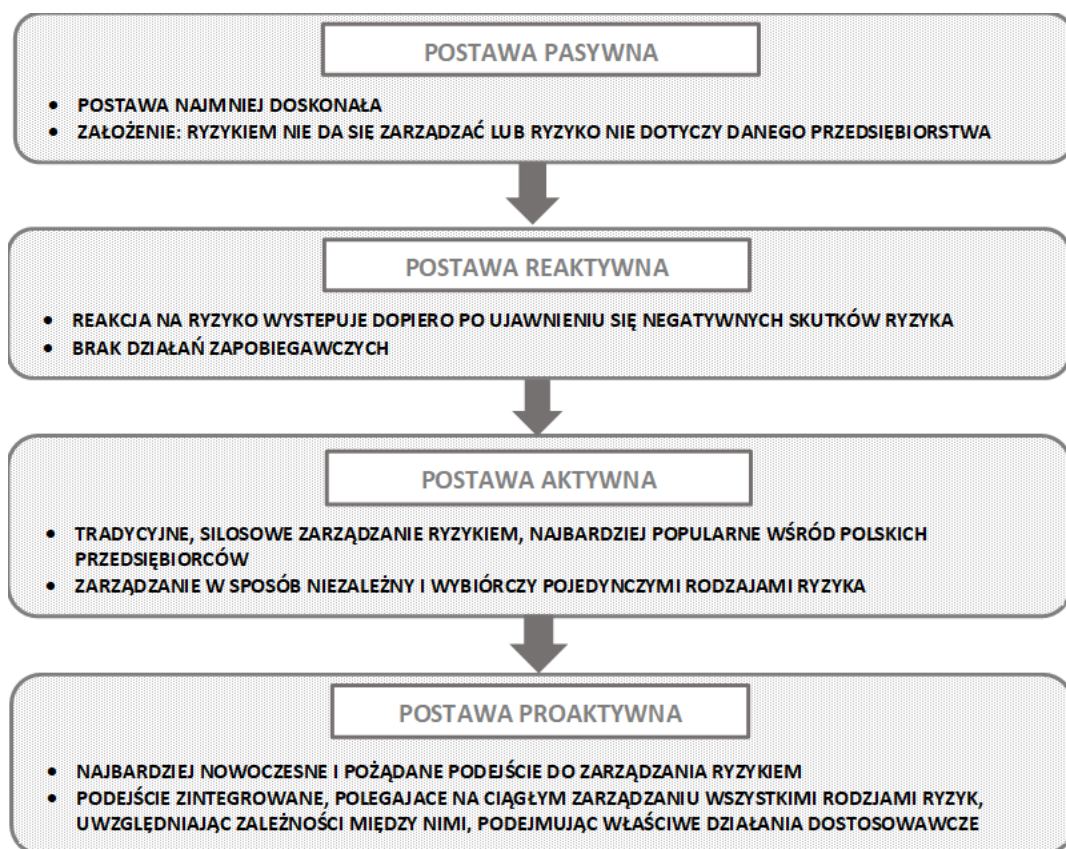 POSTAWA PASYWNA
• POSTAWA NAJMNIEJ DOSKONAŁA
• ZAŁOŻENIE: RYZYKIEM NIE DA SIĘ ZARZĄDZAĆ LUB RYZYKO NIE DOTYCZY DANEGO PRZEDSIĘBIORSTWA
POSTAWA REAKTYWNA
• REAKCJA NA RYZYKO WYSTEPUJE DOPIERO PO UJAWNIENIU SIĘ NEGATYWNYCH SKUTKÓW RYZYKA
• BRAK DZIAŁAŃ ZAPOBIEGAWCZYCH
POSTAWA AKTYWNA
• TRADYCYJNE, SILOSOWE ZARZĄDZANIE RYZYKIEM, NAJBARDZIEJ POPULARNE WŚRÓD POLSKICH
PRZEDSIĘBIORCÓW
• ZARZĄDZANIE W SPOSÓB NIEZALEŻNY I WYBIÓRCZY POJEDYNCZYMI RODZAJAMI RYZYKA
POSTAWA PROAKTYWNA
• NAJBARDZIEJ NOWOCZESNE I POŻĄDANE PODEJŚCIE DO ZARZĄDZANIA RYZYKIEM
• PODEJŚCIE ZINTEGROWANE, POLEGAJACE NA CIĄGŁYM ZARZĄDZANIU WSZYSTKIMI RODZJAMI RYZYK,
UWZGLĘDNIAJĄC ZALEŻNOŚCI MIĘDZY NIMI, PODEJMUJĄC WŁAŚCIWE DZIAŁANIA DOSTOSOWAWCZE